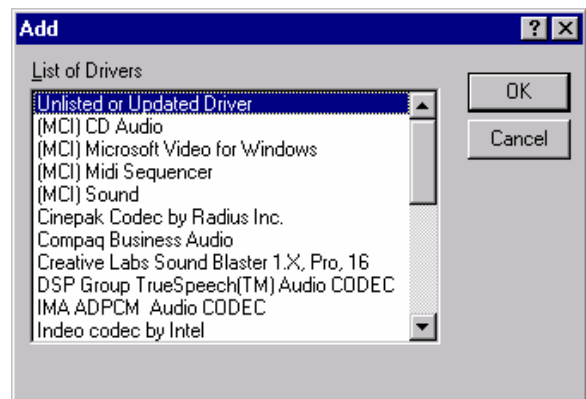 Add
List of Drivers
Unlisted or Updated Driver
(MCI) CD Audio
(MCI) Microsoft Video for Windows
(MCI) Midi Sequencer
(MCI) Sound
Cinepak Codec by Radius Inc.
Compaq Business Audio
Creative Labs Sound Blaster 1.X, Pro, 16
DSP Group TrueSpeech(TM) Audio CODEC
IMA ADPCM Audio CODEC
Indeo codec by Intel
OK
Cancel